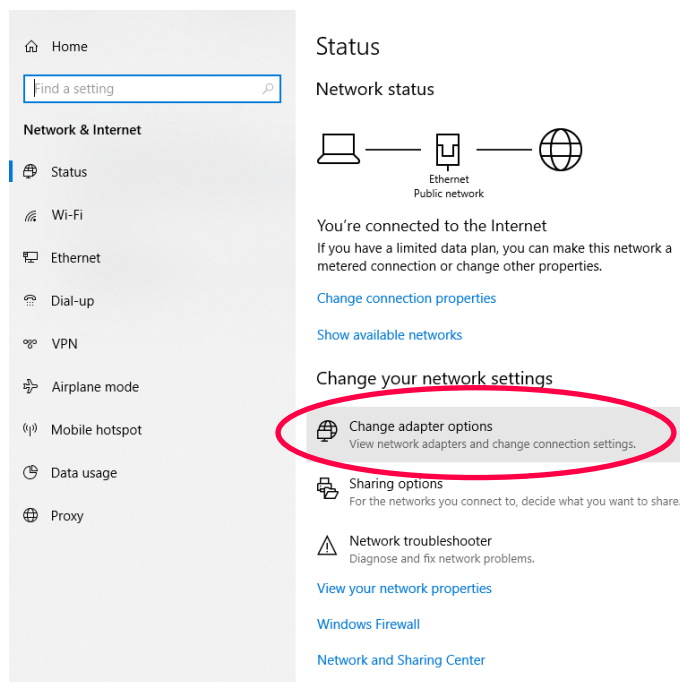 Home
Find a setting
Network & Internet
Status
Wi-Fi
Ethernet
Dial-up
VPN
Airplane mode
Mobile hotspot
Data usage
Proxy
Status
Network status
Ethernet
Public network
You're connected to the Internet
If you have a limited data plan, you can make this network a
metered connection or change other properties.
Change connection properties
Show available networks
Change your network settings
Change adapter options
View network adapters and change connection settings.
Sharing options
For the networks you connect to, decide what you want to share.
Network troubleshooter
Diagnose and fix network problems.
View your network properties
Windows Firewall
Network and Sharing Center